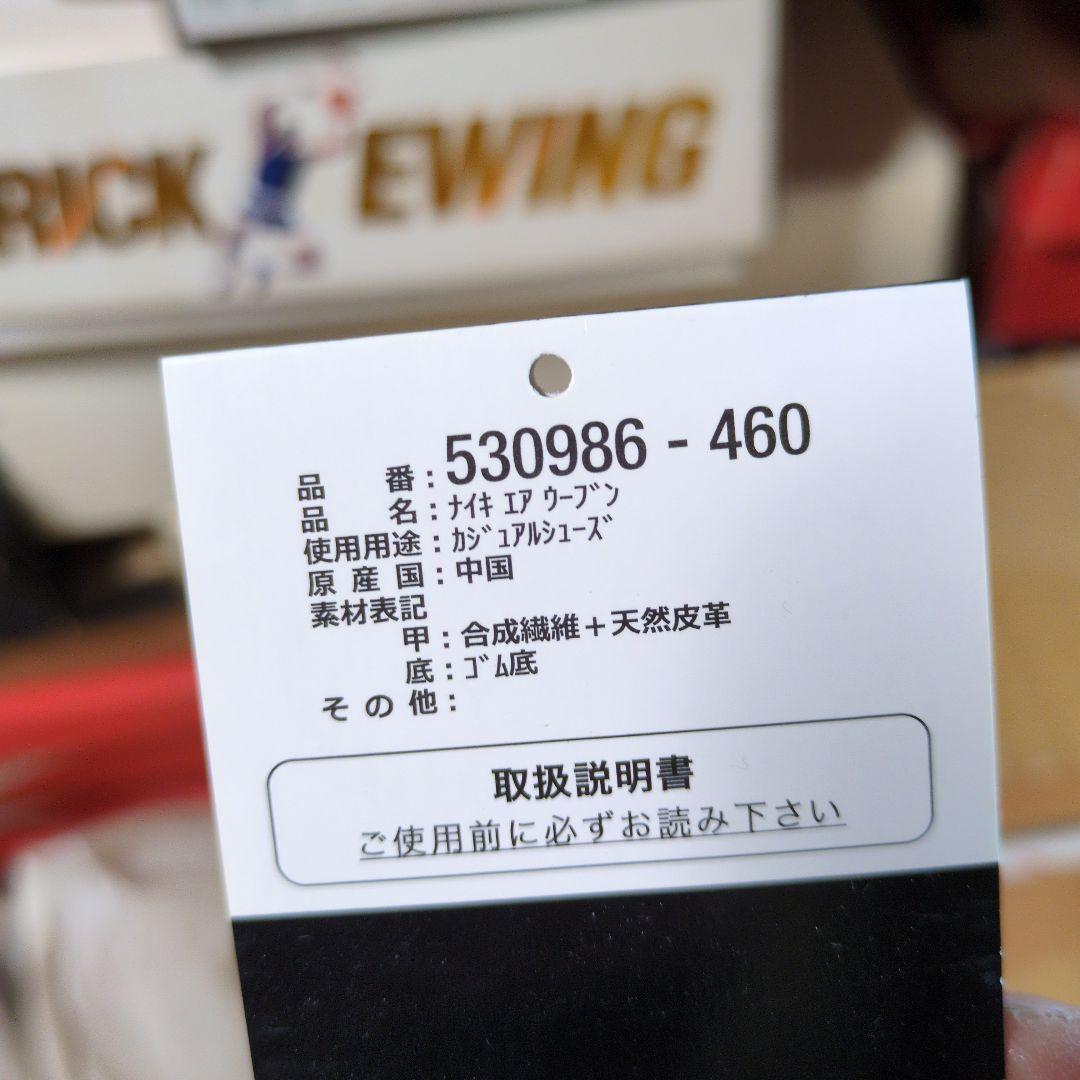 RICK EWING
品番:530986-460
品名:ﾅｲｷ ｴｱ ｳｰﾌﾞﾝ
使用用途:ｶｼﾞｭｱﾙｼｭｰｽﾞ
原産国:中国
素材表記
甲:合成繊維+天然皮革
底:ｺﾞﾑ底
その他:
取扱説明書
ご使用前に必ずお読み下さい